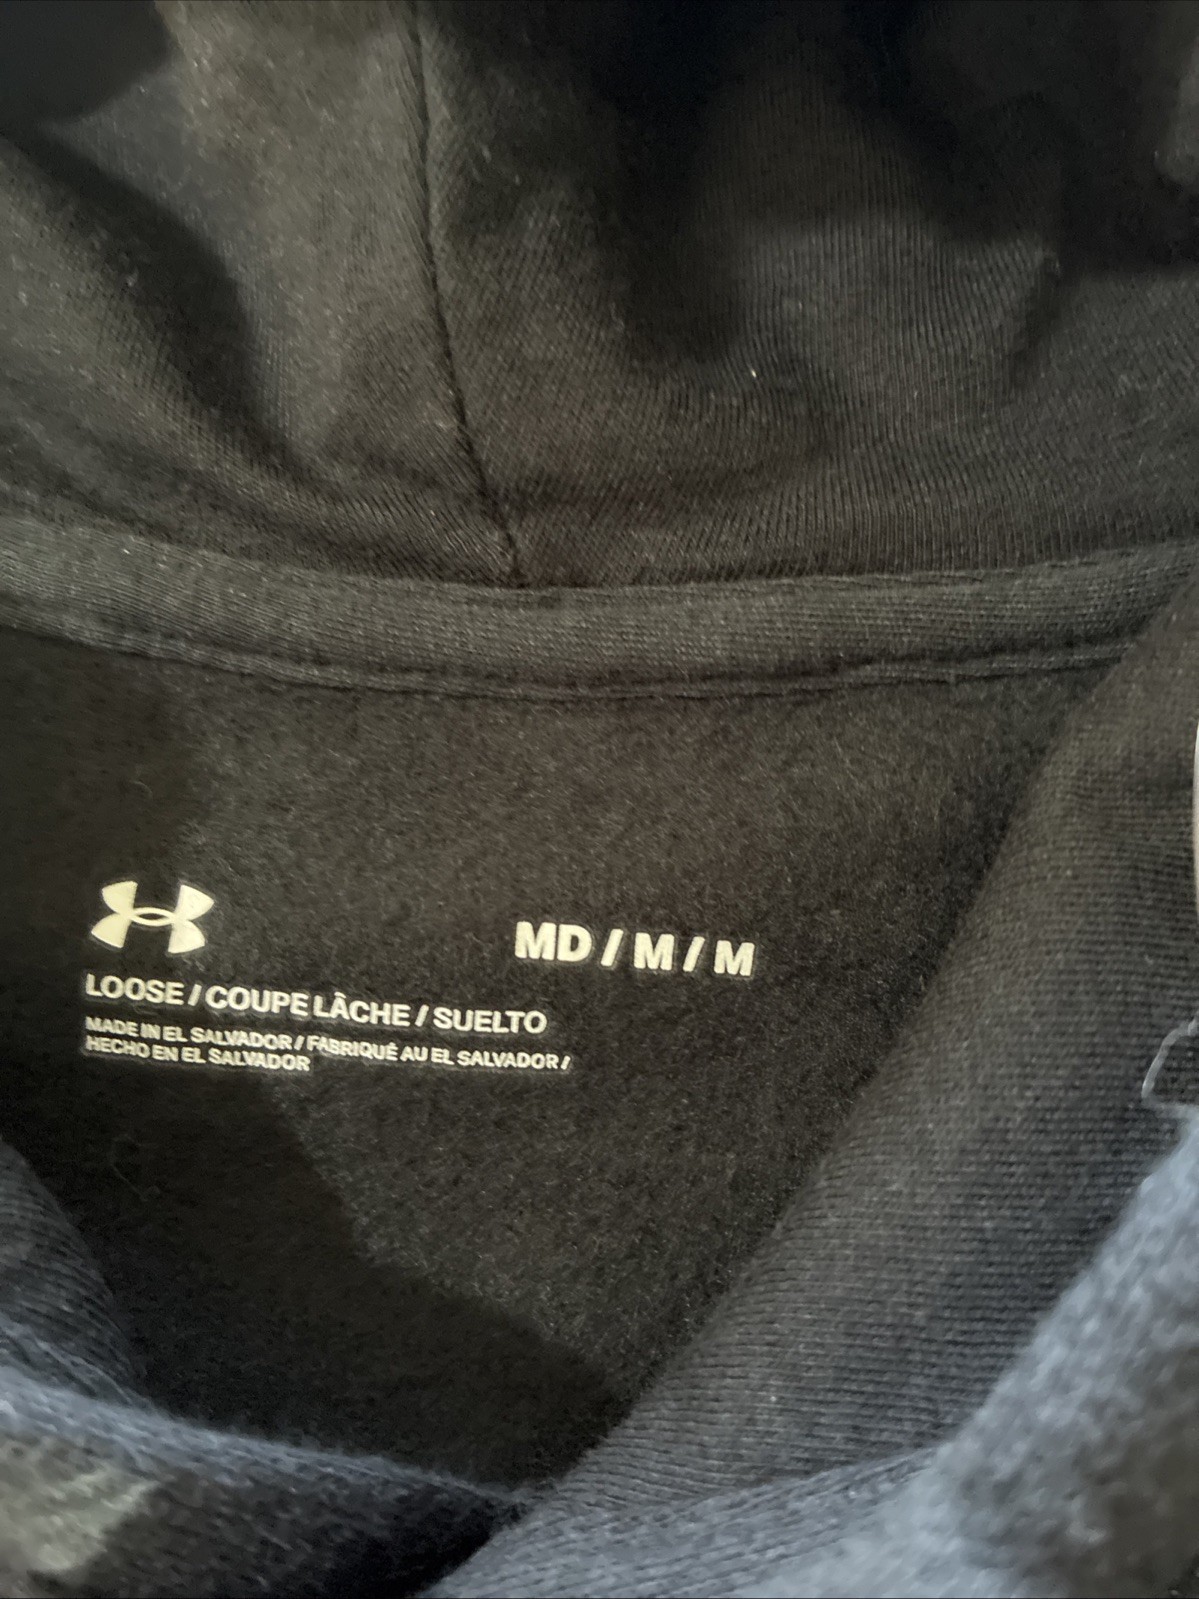 MD / M / M
LOOSE / COUPE LÂCHE / SUELTO
MADE IN EL SALVADOR / FABRIQUÉ AU EL SALVADOR /
HECHO EN EL SALVADOR